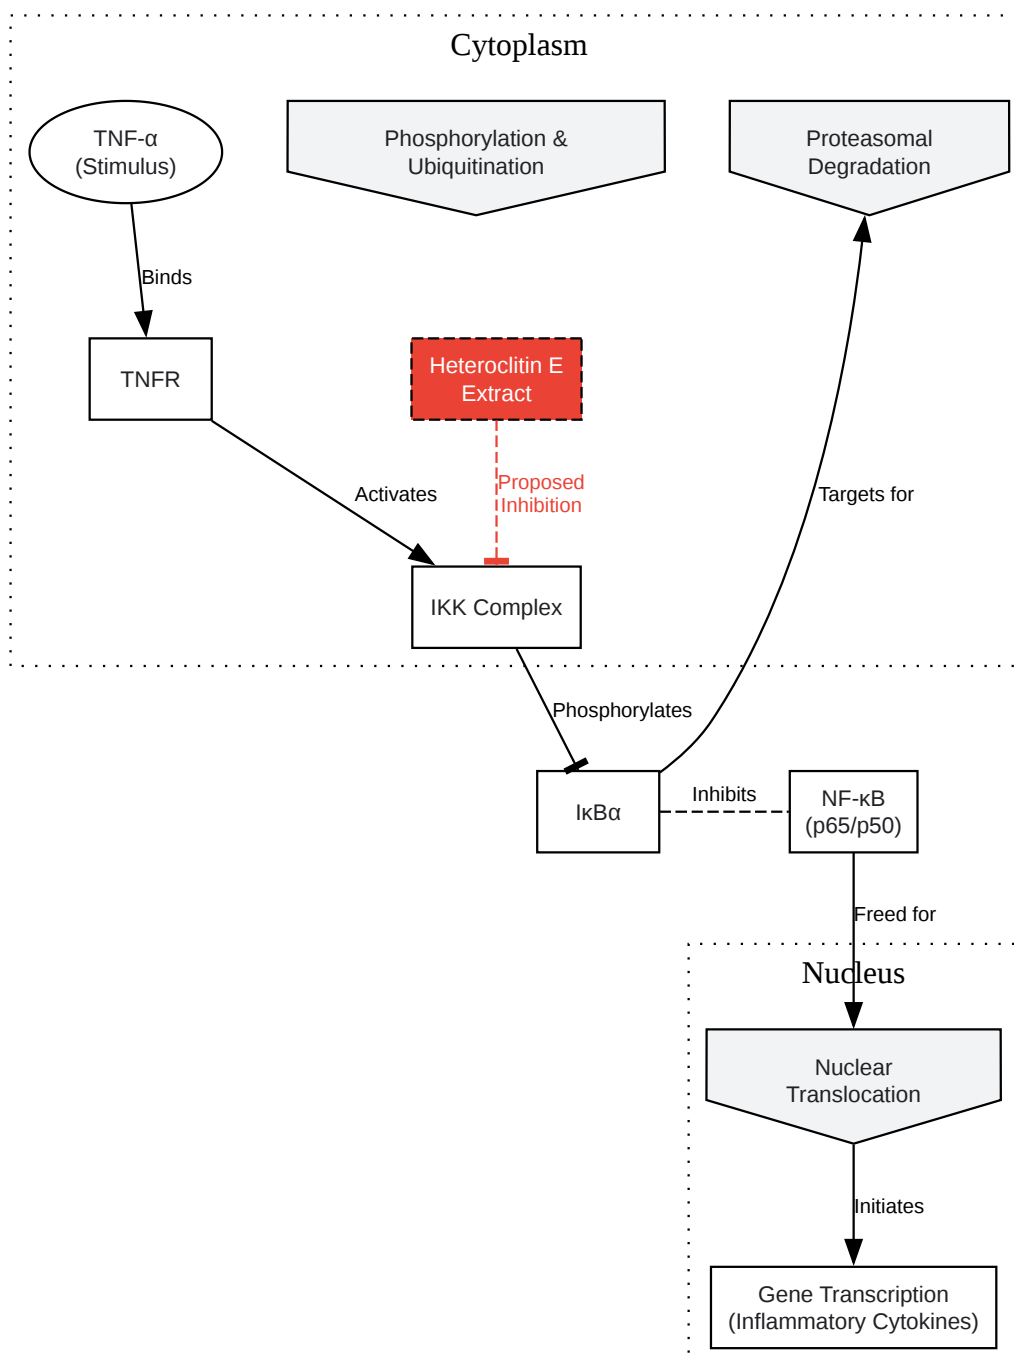 Cytoplasm
TNF-α
(Stimulus)
Phosphorylation &
Ubiquitination
Proteasomal
Degradation
Binds
TNFR
Heteroclitin E
Extract
Activates
Proposed
Inhibition
Targets for
IKK Complex
Phosphorylates
IκBα
Inhibits
NF-κB
(p65/p50)
Freed for
Nucleus
Nuclear
Translocation
Initiates
Gene Transcription
(Inflammatory Cytokines)